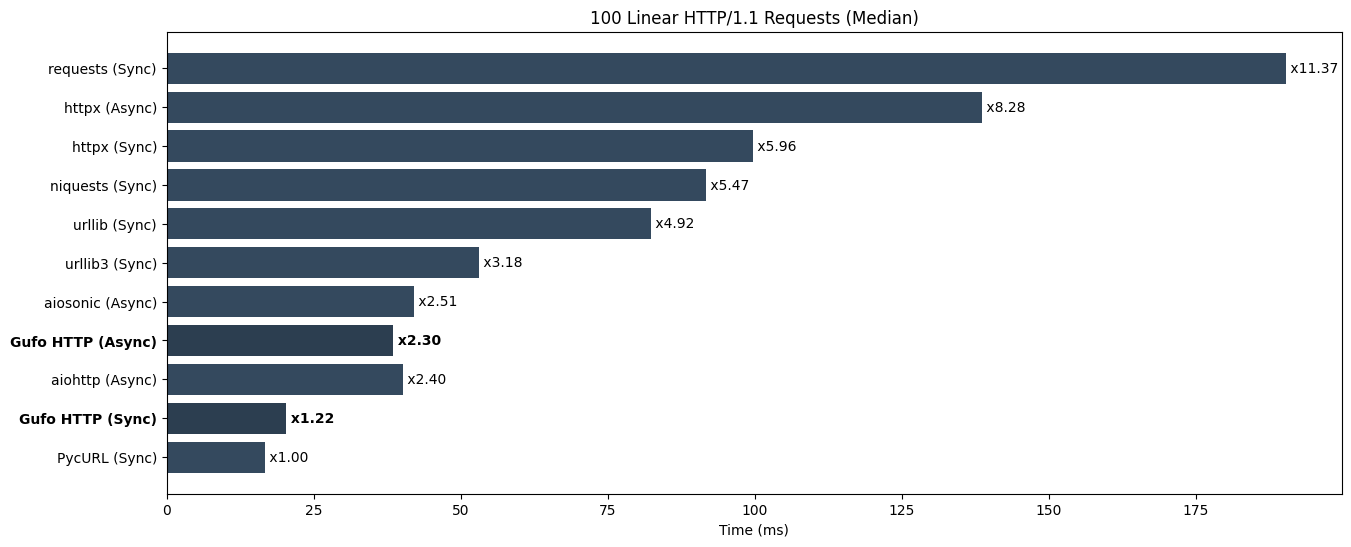 100 Linear HTTP/1.1 Requests (Median)
requests (Sync) x11.37
httpx (Async) x8.28
httpx (Sync) x5.96
niquests (Sync) x5.47
urllib (Sync) x4.92
urllib3 (Sync) x3.18
aiosonic (Async) x2.51
Gufo HTTP (Async) x2.30
aiohttp (Async) x2.40
Gufo HTTP (Sync) x1.22
PycURL (Sync) x1.00
0 25 50 75 100 125 150 175
Time (ms)